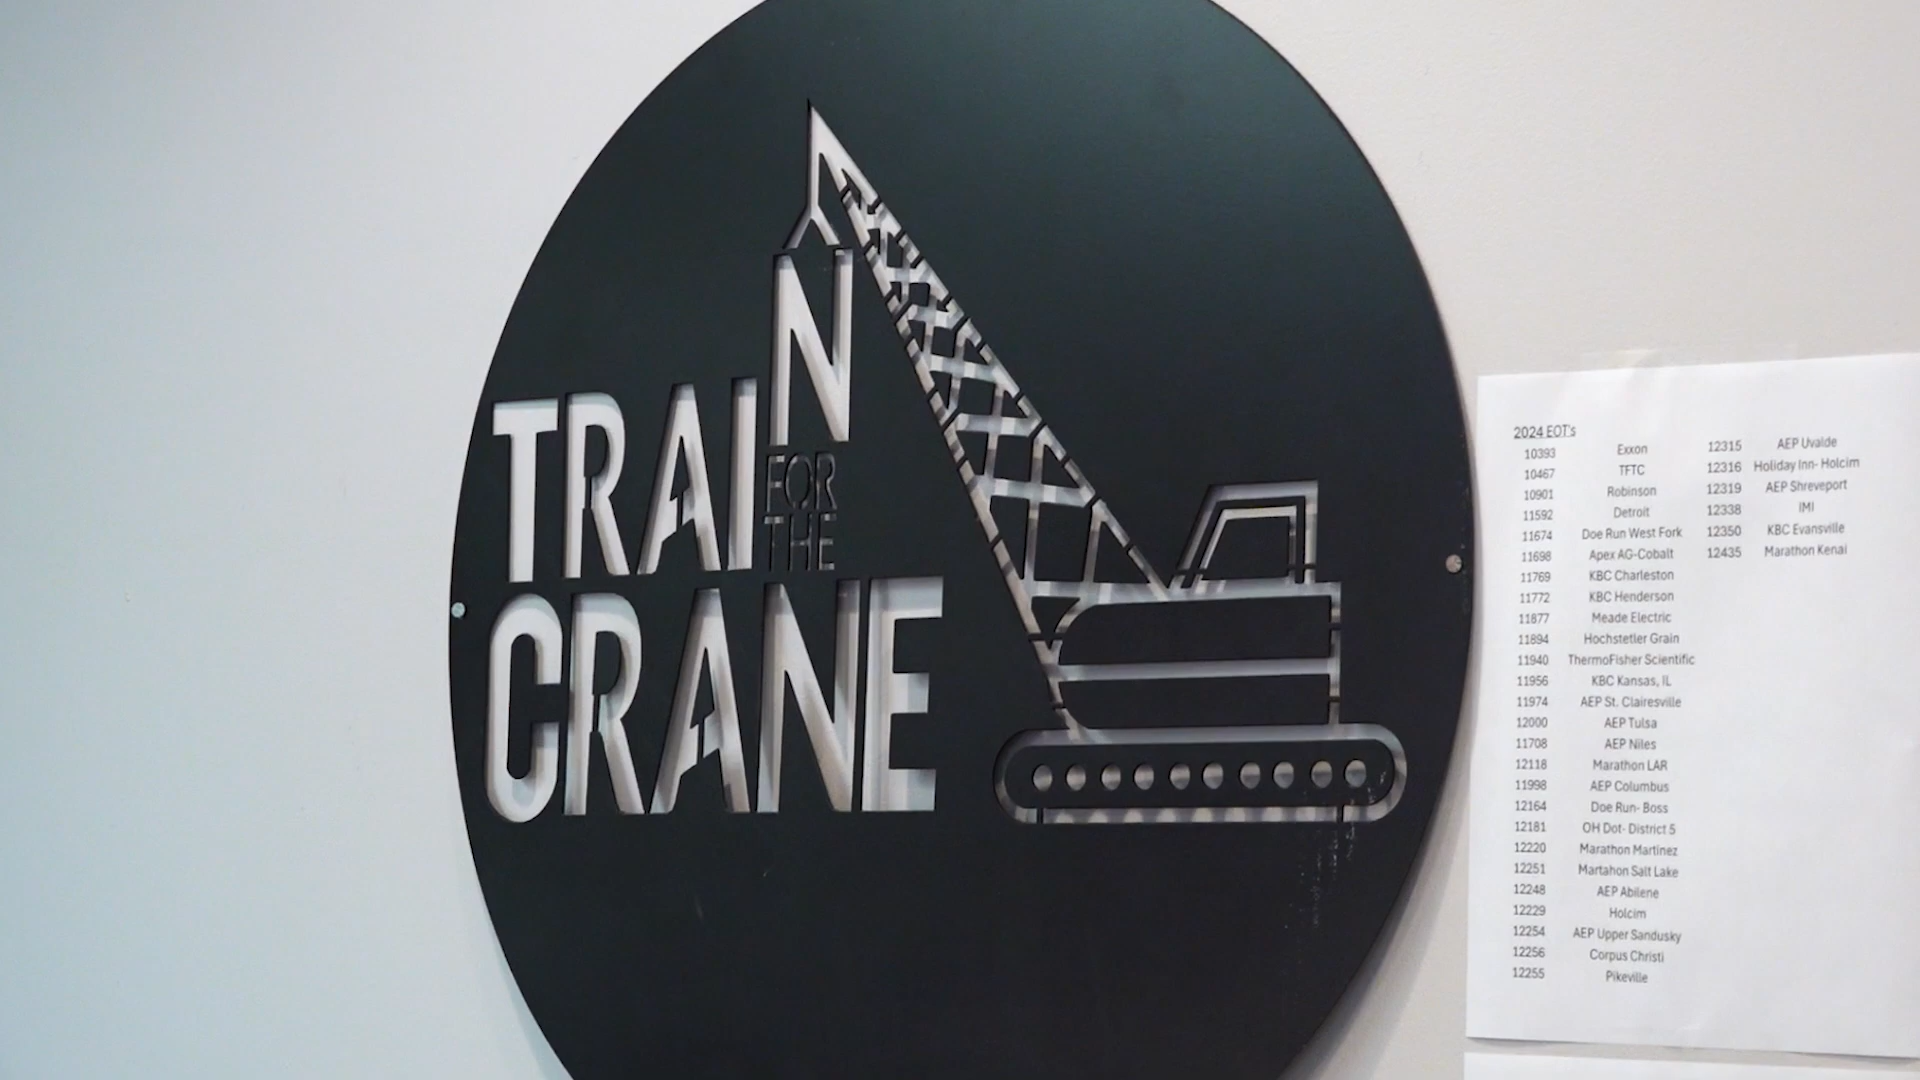 TRAIN
FOR
THE
CRANE
2024 EOT's
10393 Exxon
10467 TFTC
10901 Robinson
11592 Detroit
11674 Doe Run West Fork
11698 Apex AG-Cobalt
11769 KBC Charleston
11772 KBC Henderson
11877 Meade Electric
11894 Hochstetler Grain
11940 ThermoFisher Scientific
11956 KBC Kansas, IL
11974 AEP St. Clairesville
12000 AEP Tulsa
11708 AEP Niles
12118 Marathon LAR
11998 AEP Columbus
12164 Doe Run- Boss
12181 OH Dot- District 5
12220 Marathon Martinez
12251 Martahon Salt Lake
12248 AEP Abilene
12229 Holcim
12254 AEP Upper Sandusky
12256 Corpus Christi
12255 Pikeville
12315 AEP Uvalde
12316 Holiday Inn- Holcim
12319 AEP Shreveport
12338 IMI
12350 KBC Evansville
12435 Marathon Kenai